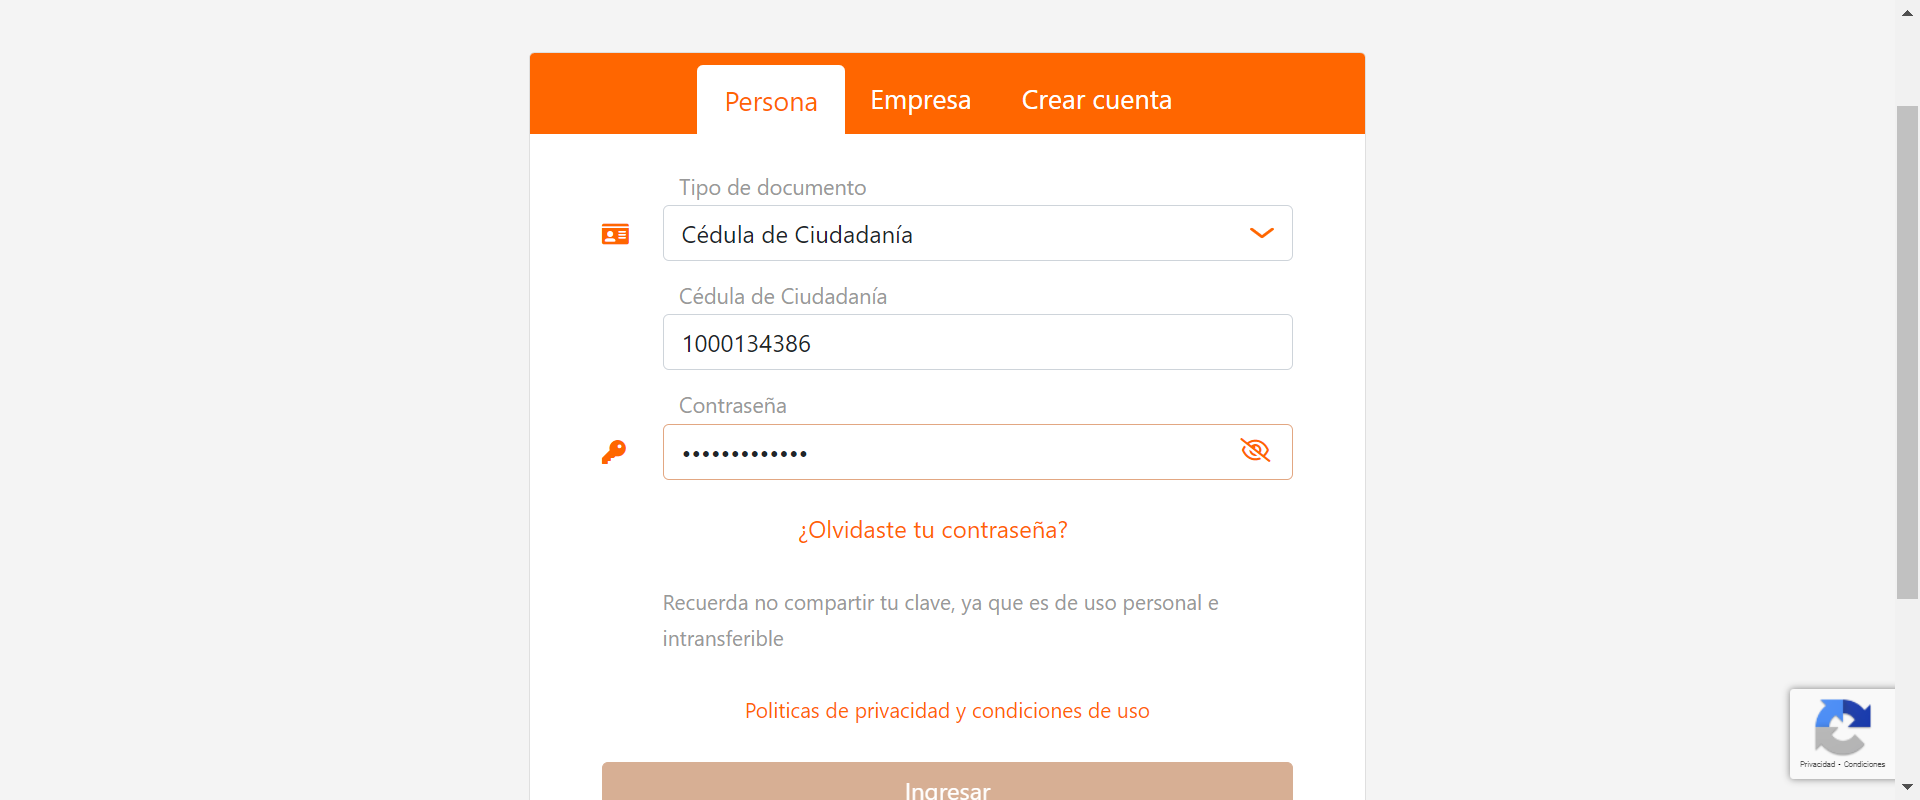 Persona Empresa Crear cuenta
Tipo de documento
Cédula de Ciudadanía
Cédula de Ciudadanía
1000134386
Contraseña
•••••••••••••
¿Olvidaste tu contraseña?
Recuerda no compartir tu clave, ya que es de uso personal e
intransferible
Politicas de privacidad y condiciones de uso
Ingresar
Privacidad - Condiciones